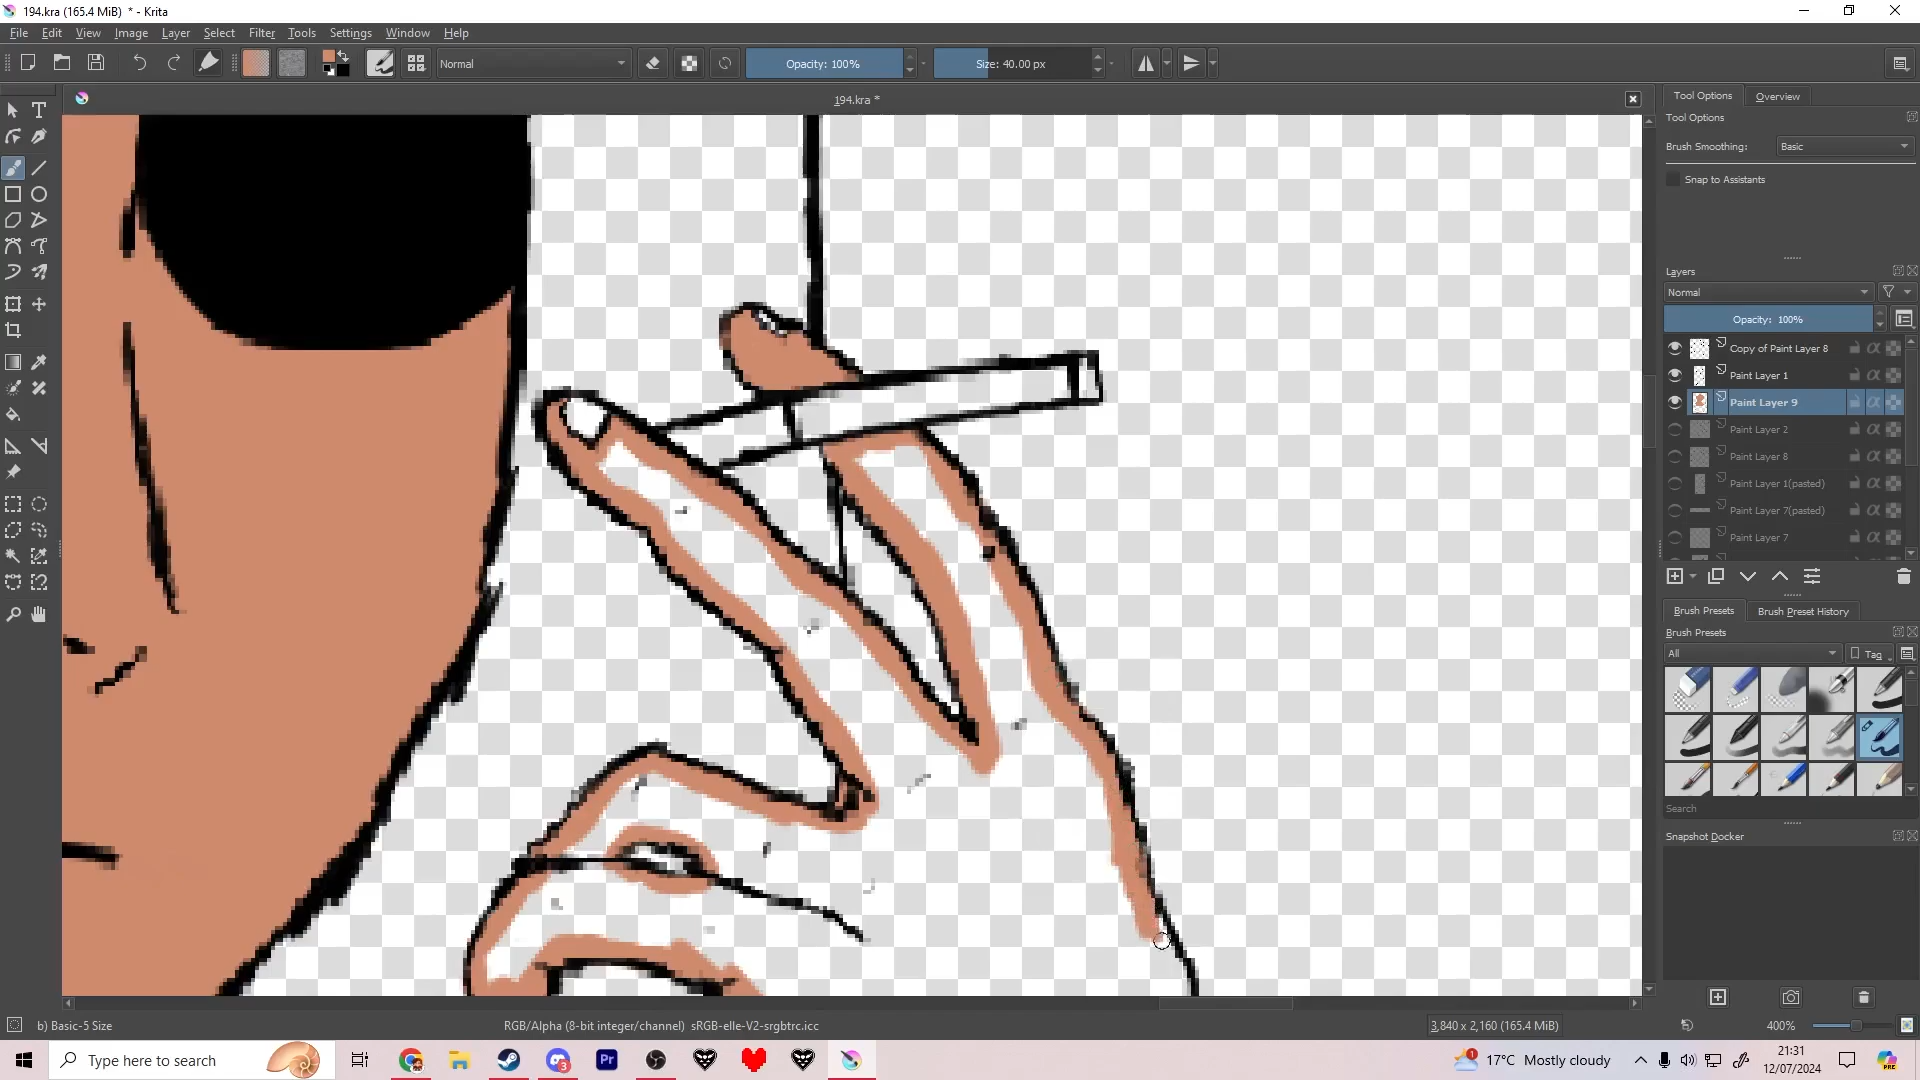 194.kra (165.4 MiB) * - Krita
File Edit View Image Layer Select Filter Tools Settings Window Help
Normal Opacity: 100% Size: 40.00 px
194.kra *
Tool Options Overview
Tool Options
Brush Smoothing: Basic
Snap to Assistants
Layers
Normal
Opacity: 100%
Copy of Paint Layer 8
Paint Layer 1
Paint Layer 9
Paint Layer 2
Paint Layer 8
Paint Layer 1(pasted)
Paint Layer 7(pasted)
Paint Layer 7
Brush Presets Brush Preset History
Brush Presets
All Tag
Search
Snapshot Docker
b) Basic-5 Size RGB/Alpha (8-bit integer/channel) sRGB-elle-V2-srgbtrc.icc 3,840 x 2,160 (165.4 MiB) 400%
Type here to search 17°C Mostly cloudy 21:31
12/07/2024